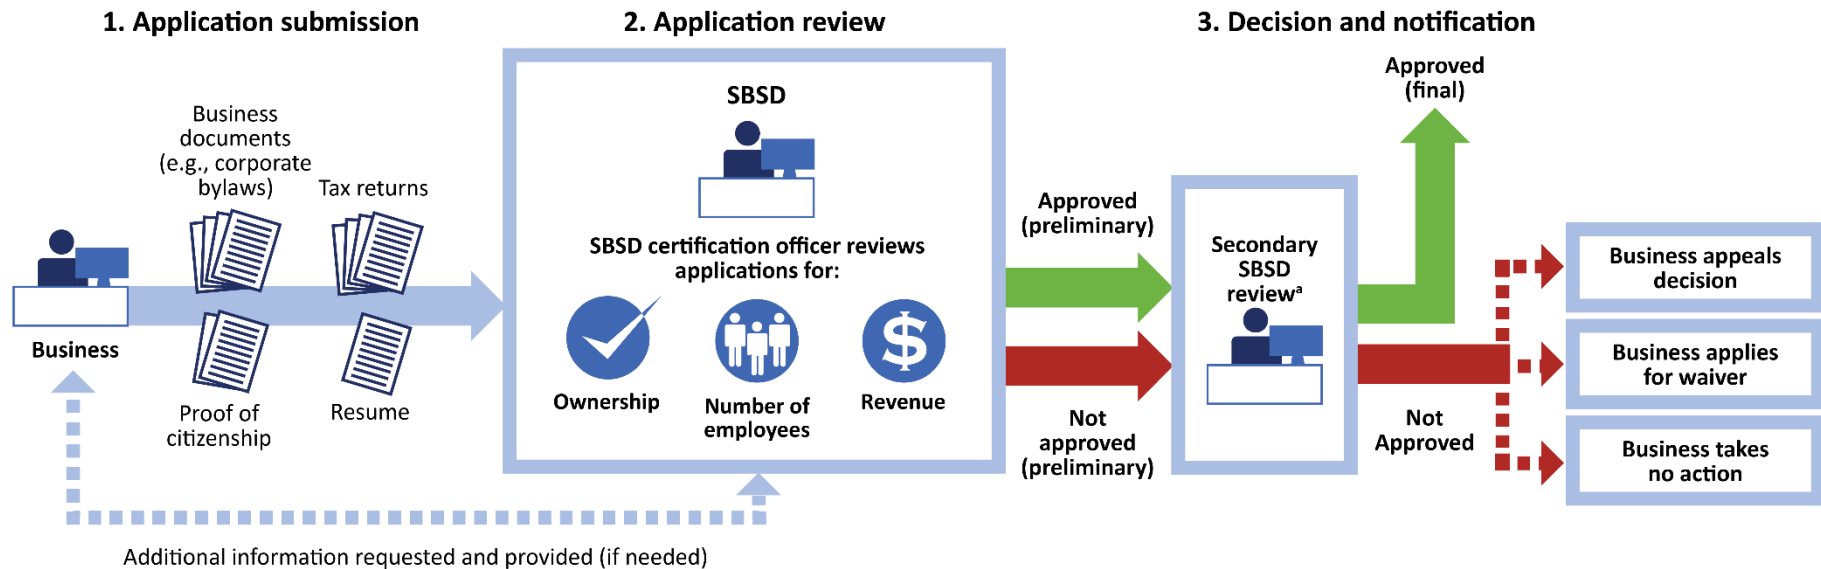 1. Application submission
Business
documents
(e.g., corporate
bylaws)
Tax returns
Business
Proof of
citizenship
Resume
Additional information requested and provided (if needed)
2. Application review
SBSD
SBSD certification officer reviews
applications for:
Ownership
Number of
employees
Revenue
Approved
(preliminary)
Not
approved
(preliminary)
3. Decision and notification
Secondary
SBSD
reviewᵃ
Approved
(final)
Not
Approved
Business appeals
decision
Business applies
for waiver
Business takes
no action